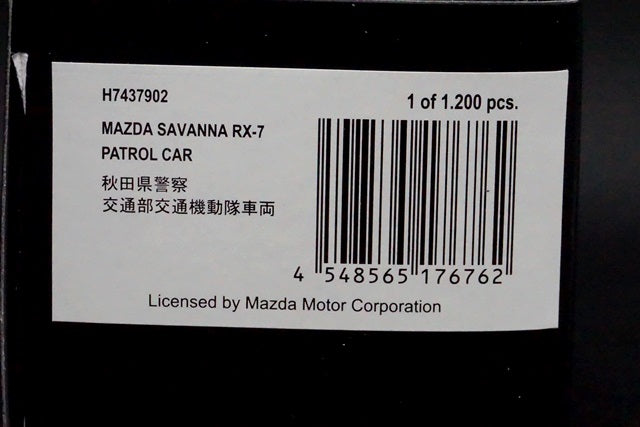 H7437902
1 of 1.200 pcs.
MAZDA SAVANNA RX-7
PATROL CAR
秋田県警察
交通部交通機動隊車両
4 548565 176762
Licensed by Mazda Motor Corporation